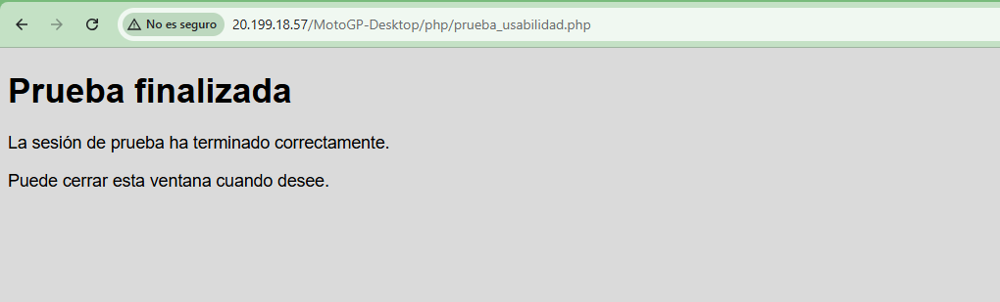 No es seguro 20.199.18.57/MotoGP-Desktop/php/prueba_usabilidad.php
Prueba finalizada
La sesión de prueba ha terminado correctamente.
Puede cerrar esta ventana cuando desee.